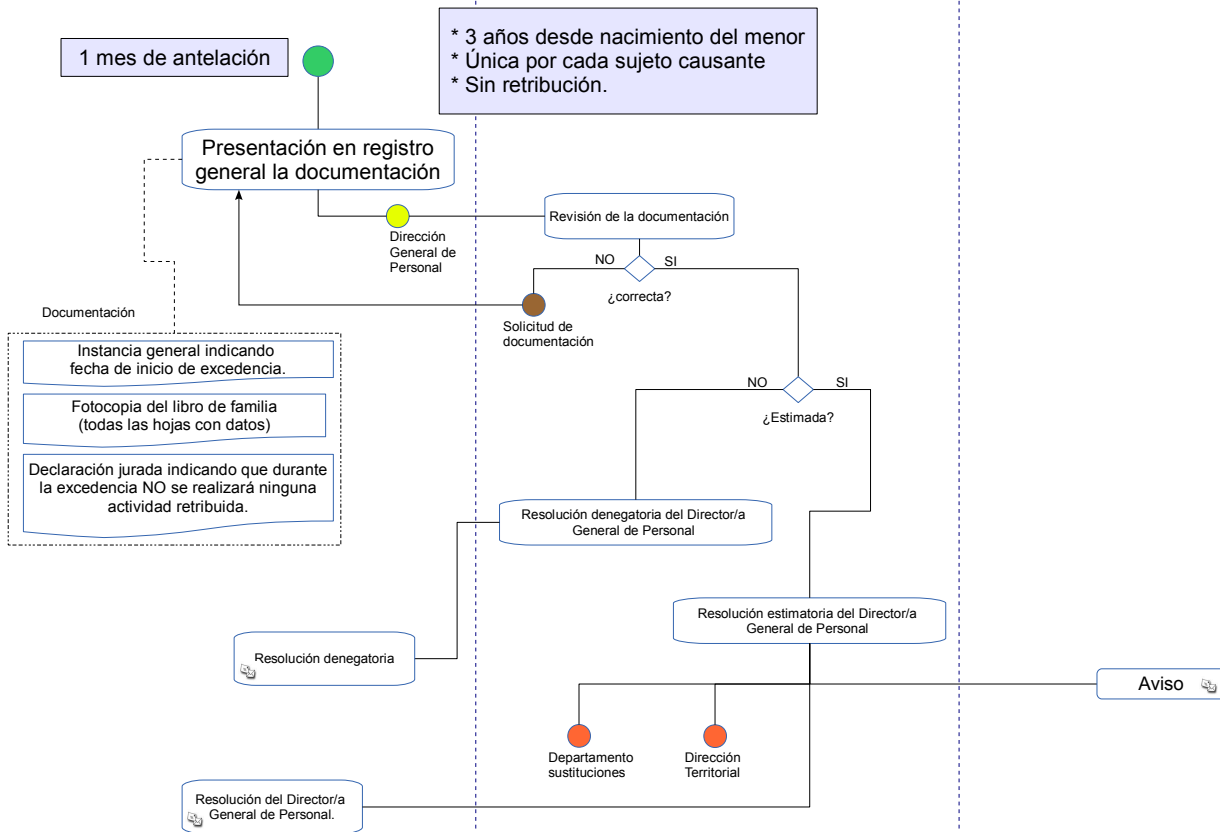 1 mes de antelación
* 3 años desde nacimiento del menor
* Única por cada sujeto causante
* Sin retribución.
Presentación en registro
general la documentación
Dirección
General de
Personal
Revisión de la documentación
NO
SI
¿correcta?
Solicitud de
documentación
Documentación
Instancia general indicando
fecha de inicio de excedencia.
Fotocopia del libro de familia
(todas las hojas con datos)
Declaración jurada indicando que durante
la excedencia NO se realizará ninguna
actividad retribuida.
NO
SI
¿Estimada?
Resolución denegatoria del Director/a
General de Personal
Resolución estimatoria del Director/a
General de Personal
Resolución denegatoria
Aviso
Departamento
sustituciones
Dirección
Territorial
Resolución del Director/a
General de Personal.